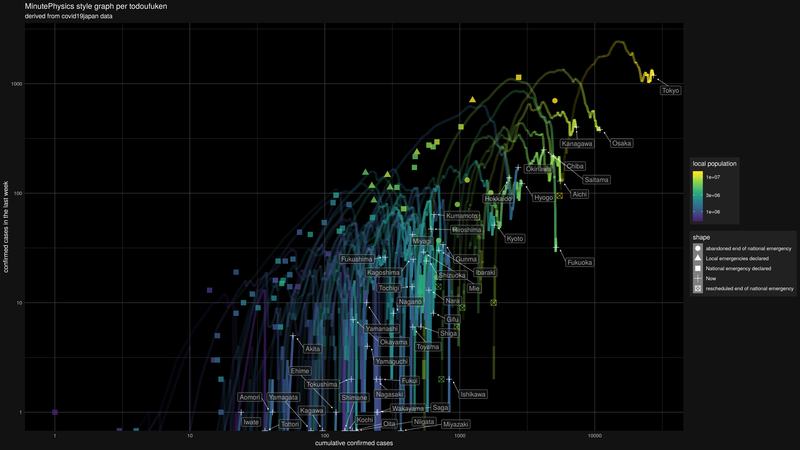 MinutePhysics style graph per todoufuken
derived from covid19japan data
confirmed cases in the last week
1000
100
10
1
Tokyo
Kanagawa
Osaka
Chiba
Okinawa
Saitama
Aichi
Hokkaido
Hyogo
Kumamoto
Hiroshima
Miyagi
Kyoto
Fukushima
Gunma
Fukuoka
Kagoshima
Shizuoka
Ibaraki
Tochigi
Mie
Nagano
Nara
Gifu
Yamanashi
Shiga
Okayama
Toyama
Akita
Yamaguchi
Ehime
Tokushima
Fukui
Nagasaki
Ishikawa
Aomori
Yamagata
Shimane
Kagawa
Wakayama
Saga
Iwate
Tottori
Kochi
Oita
Niigata
Miyazaki
1
10
100
1000
10000
cumulative confirmed cases
local population
1e+07
3e+06
1e+06
shape
abandoned end of national emergency
Local emergencies declared
National emergency declared
Now
rescheduled end of national emergency